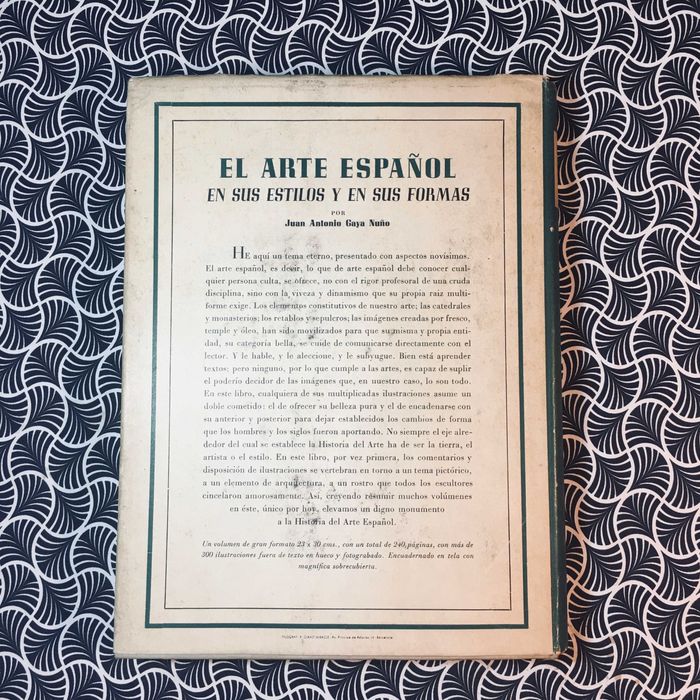 EL ARTE ESPAÑOL
EN SUS ESTILOS Y EN SUS FORMAS
POR
Juan Antonio Gaya Nuño
HE aquí un tema eterno, presentado con aspectos novísimos.
El arte español, es decir, lo que de arte español debe conocer cual-
quier persona culta, se ofrece, no con el rigor profesoral de una cruda
disciplina, sino con la viveza y dinamismo que su propia raiz multi-
forme exige. Los elementos constitutivos de nuestro arte; las catedrales
y monasterios; los retablos y sepulcros; las imágenes creadas por fresco,
temple y óleo, han sido movilizados para que su misma y propia enti-
dad, su categoría bella, se cuide de comunicarse directamente con el
lector. Y le hable, y le aleccione, y le subyugue. Bien está aprender
textos; pero ninguno, por lo que cumple a las artes, es capaz de suplir
el poderío decidor de las imágenes que, en nuestro caso, lo son todo.
En este libro, cualquiera de sus multiplicadas ilustraciones asume un
doble cometido: el de ofrecer su belleza pura y el de encadenarse con
su anterior y posterior para dejar establecidos los cambios de forma
que los hombres y los siglos fueron aportando. No siempre el eje alre-
dedor del cual se establece la Historia del Arte ha de ser la tierra, el
artista o el estilo. En este libro, por vez primera, los comentarios y
disposición de ilustraciones se vertebran en torno a un tema pictórico,
a un elemento de arquitectura, a un rostro que todos los escultores
cincelaron amorosamente. Así, creyendo resumir muchos volúmenes
en éste, único por hoy, elevamos un digno monumento
a la Historia del Arte Español.
Un volumen de gran formato 23 x 30 cms., con un total de 240 páginas, con más de
300 ilustraciones fuera de texto en hueco y fotograbado. Encuadernado en tela con
magnífica sobrecubierta.